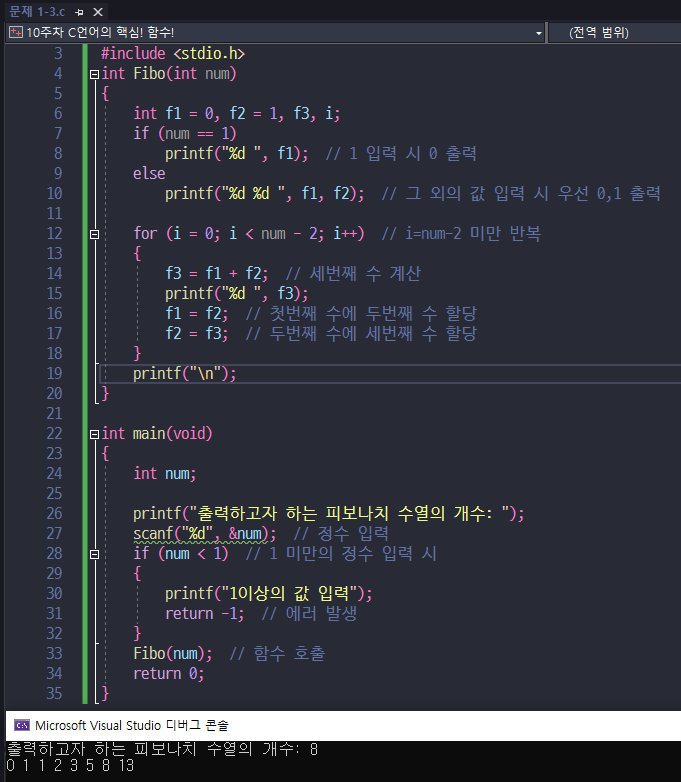 문제 1-3.c
10주차 C언어의 핵심! 함수!
(전역 범위)
3 #include <stdio.h>
4 int Fibo(int num)
5 {
6 int f1 = 0, f2 = 1, f3, i;
7 if (num == 1)
8 printf("%d ", f1); // 1 입력 시 0 출력
9 else
10 printf("%d %d ", f1, f2); // 그 외의 값 입력 시 우선 0,1 출력
11
12 for (i = 0; i < num - 2; i++) // i=num-2 미만 반복
13 {
14 f3 = f1 + f2; // 세번째 수 계산
15 printf("%d ", f3);
16 f1 = f2; // 첫번째 수에 두번째 수 할당
17 f2 = f3; // 두번째 수에 세번째 수 할당
18 }
19 printf("\n");
20 }
21
22 int main(void)
23 {
24 int num;
25
26 printf("출력하고자 하는 피보나치 수열의 개수: ");
27 scanf("%d", &num); // 정수 입력
28 if (num < 1) // 1 미만의 정수 입력 시
29 {
30 printf("1이상의 값 입력");
31 return -1; // 에러 발생
32 }
33 Fibo(num); // 함수 호출
34 return 0;
35 }
Microsoft Visual Studio 디버그 콘솔
출력하고자 하는 피보나치 수열의 개수: 8
0 1 1 2 3 5 8 13